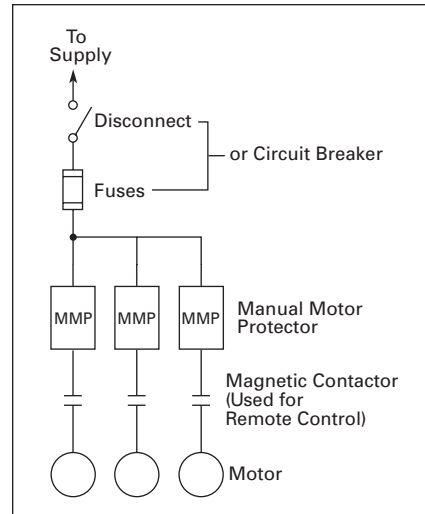 To
Supply
Disconnect
or Circuit Breaker
Fuses
MMP
MMP
MMP
Manual Motor
Protector
Magnetic Contactor
(Used for
Remote Control)
Motor